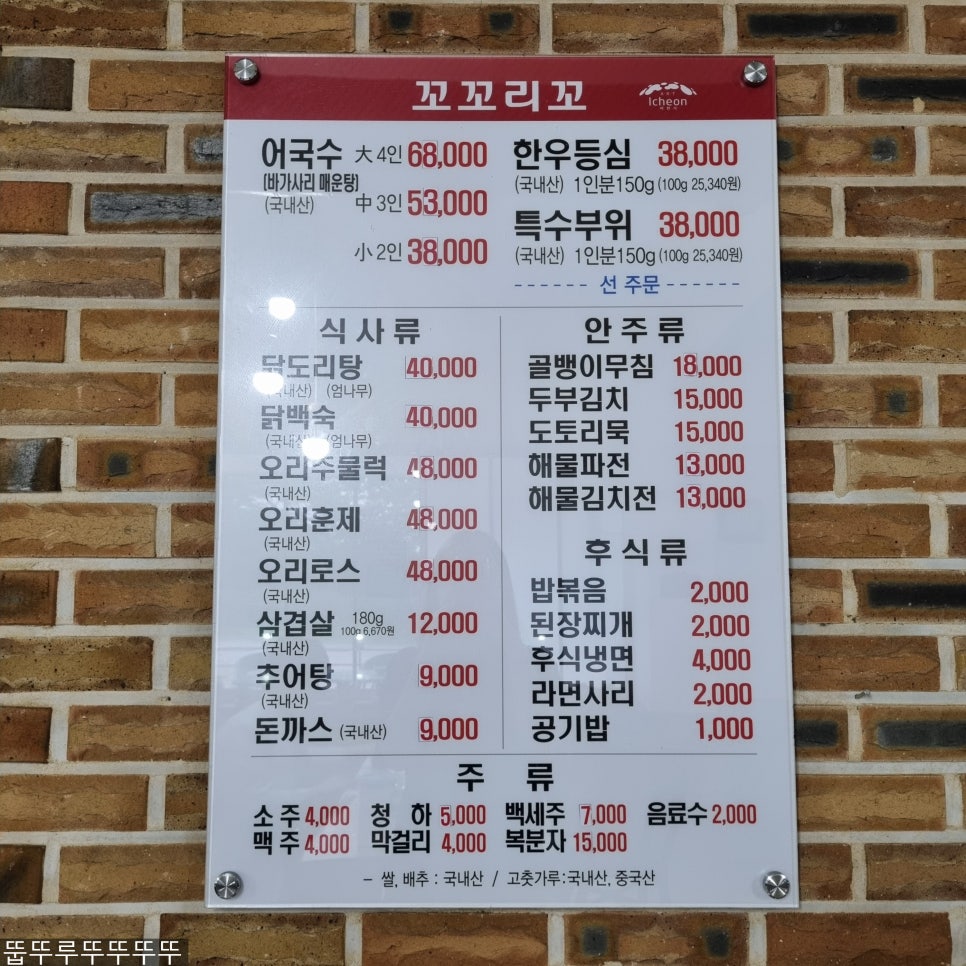 꼬꼬리꼬
Icheon
어국수 大 4인 68,000
[바가사리 매운탕]
(국내산) 中 3인 53,000
小 2인 38,000
한우등심 38,000
(국내산) 1인분150g (100g 25,340원)
특수부위 38,000
(국내산) 1인분150g (100g 25,340원)
------ 선 주문 ------
식 사 류
닭도리탕 40,000
(국내산) (엄나무)
닭백숙 40,000
(국내산) (엄나무)
오리주물럭 48,000
(국내산)
오리훈제 48,000
(국내산)
오리로스 48,000
(국내산)
삼겹살 180g 12,000
100g 6,670원
(국내산)
추어탕 9,000
(국내산)
돈까스 (국내산) 9,000
안 주 류
골뱅이무침 18,000
두부김치 15,000
도토리묵 15,000
해물파전 13,000
해물김치전 13,000
후 식 류
밥볶음 2,000
된장찌개 2,000
후식냉면 4,000
라면사리 2,000
공기밥 1,000
주 류
소 주 4,000 청 하 5,000 백세주 7,000 음료수 2,000
맥 주 4,000 막걸리 4,000 복분자 15,000
– 쌀, 배추 : 국내산 / 고춧가루:국내산, 중국산
뚭뚜루뚜뚜뚜뚜